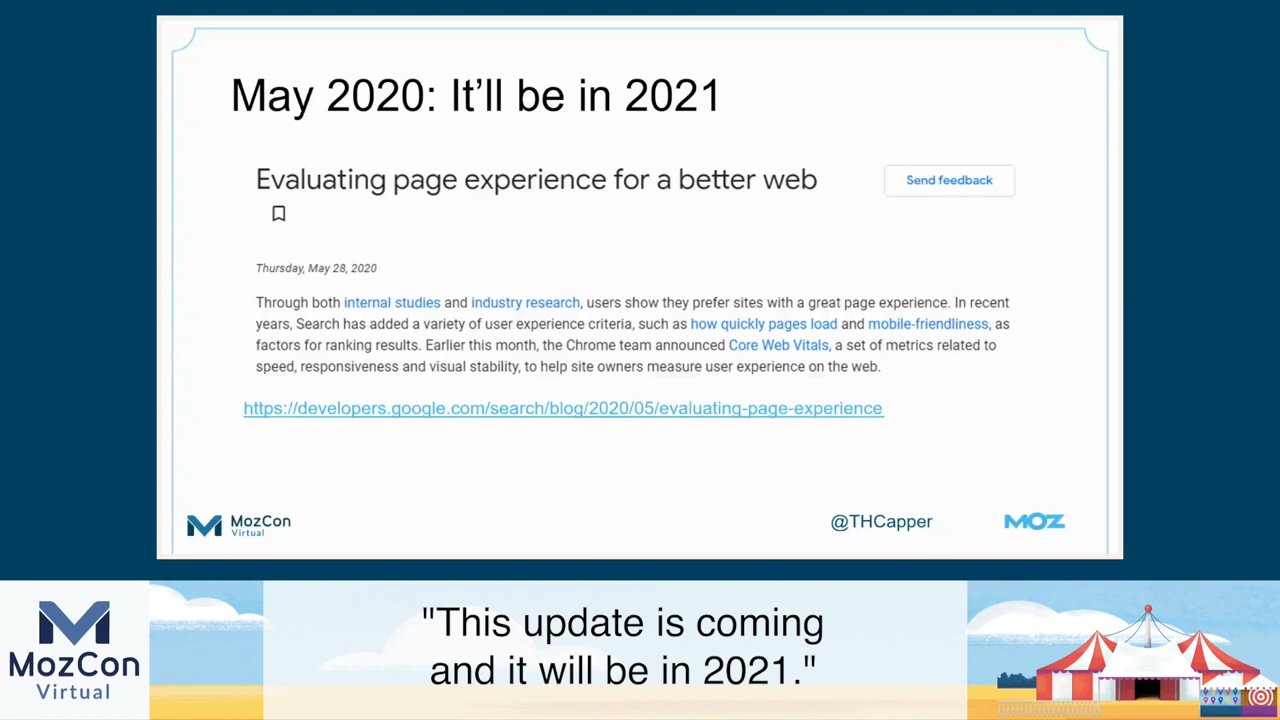 May 2020: It'll be in 2021
Evaluating page experience for a better web
Send feedback
Thursday, May 28, 2020
Through both internal studies and industry research, users show they prefer sites with a great page experience. In recent
years, Search has added a variety of user experience criteria, such as how quickly pages load and mobile-friendliness, as
factors for ranking results. Earlier this month, the Chrome team announced Core Web Vitals, a set of metrics related to
speed, responsiveness and visual stability, to help site owners measure user experience on the web.
https://developers.google.com/search/blog/2020/05/evaluating-page-experience
MozCon
Virtual
@THCapper
MOZ
MozCon
Virtual
"This update is coming
and it will be in 2021."